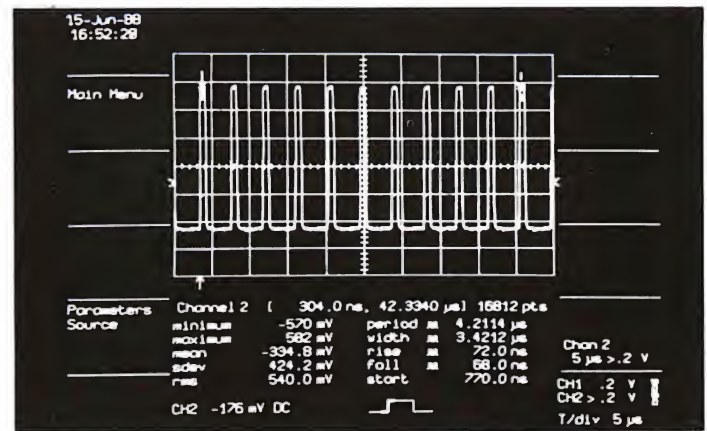 15-Jun-88
16:52:28
Main Menu
Parameters
Source
Channel 2 [ 304.0 ns, 42.3340 µs] 16812 pts
minimum -570 mV period 4.2114 µs
maximum 582 mV width 3.4212 µs
mean -334.8 mV rise 72.0 ns
sdev 424.2 mV fall 68.0 ns
rms 540.0 mV start 770.0 ns
CH2 -176 mV DC
Chan 2
5 µs >.2 V
CH1 .2 V
CH2 > .2 V
T/div 5 µs